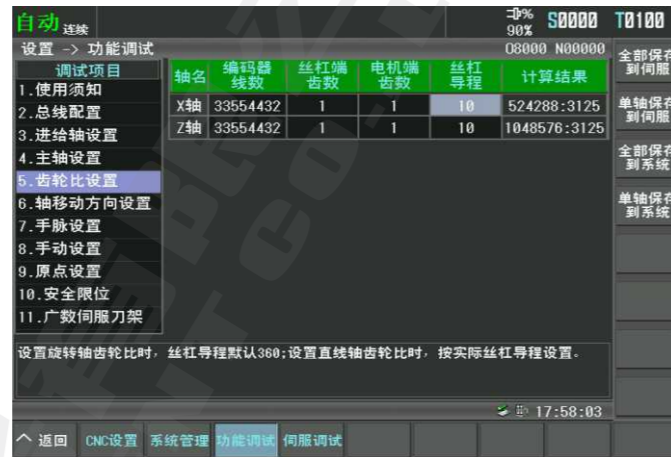 自动 连续
90% S0000 T0100
设置 -> 功能调试 O8000 N00000
调试项目
1.使用须知
2.总线配置
3.进给轴设置
4.主轴设置
5.齿轮比设置
6.轴移动方向设置
7.手脉设置
8.手动设置
9.原点设置
10.安全限位
11.广数伺服刀架
轴名 编码器线数 丝杠端齿数 电机端齿数 丝杠导程 计算结果
X轴 33554432 1 1 10 524288:3125
Z轴 33554432 1 1 10 1048576:3125
全部保存
到伺服
单轴保存
到伺服
全部保存
到系统
单轴保存
到系统
设置旋转轴齿轮比时，丝杠导程默认360;设置直线轴齿轮比时，按实际丝杠导程设置。
17:58:03
返回 CNC设置 系统管理 功能调试 伺服调试